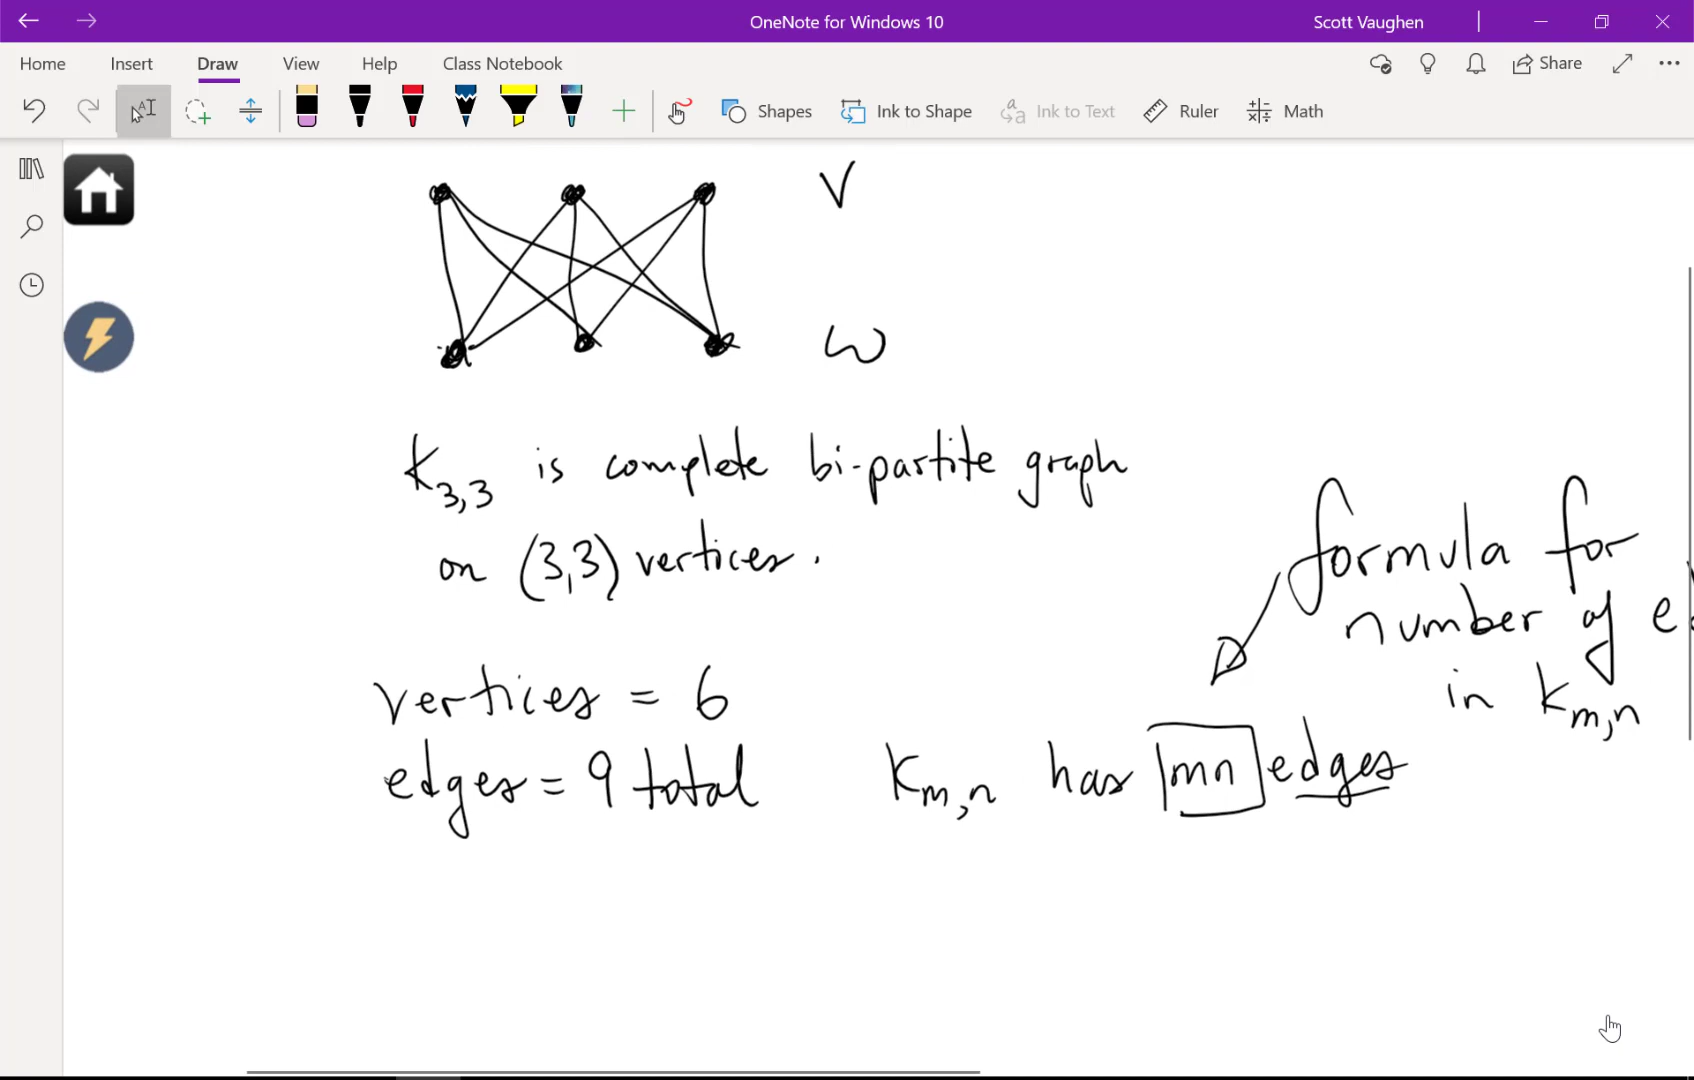 OneNote for Windows 10
Scott Vaughen
Home Insert Draw View Help Class Notebook Share
Shapes Ink to Shape Ink to Text Ruler Math
V
W
K3,3 is complete bi-partite graph
on (3,3) vertices.
formula for
number of e
in Km,n
vertices = 6
edges = 9 total
Km,n has mn edges